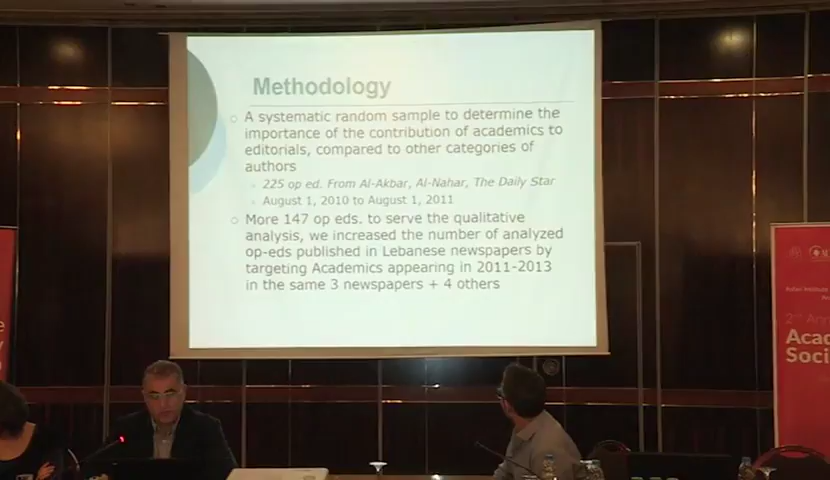 Methodology
A systematic random sample to determine the
importance of the contribution of academics to
editorials, compared to other categories of
authors
225 op ed. From Al-Akbar, Al-Nahar, The Daily Star
August 1, 2010 to August 1, 2011
More 147 op eds. to serve the qualitative
analysis, we increased the number of analyzed
op-eds published in Lebanese newspapers by
targeting Academics appearing in 2011-2013
in the same 3 newspapers + 4 others
2nd
Acad
Soci